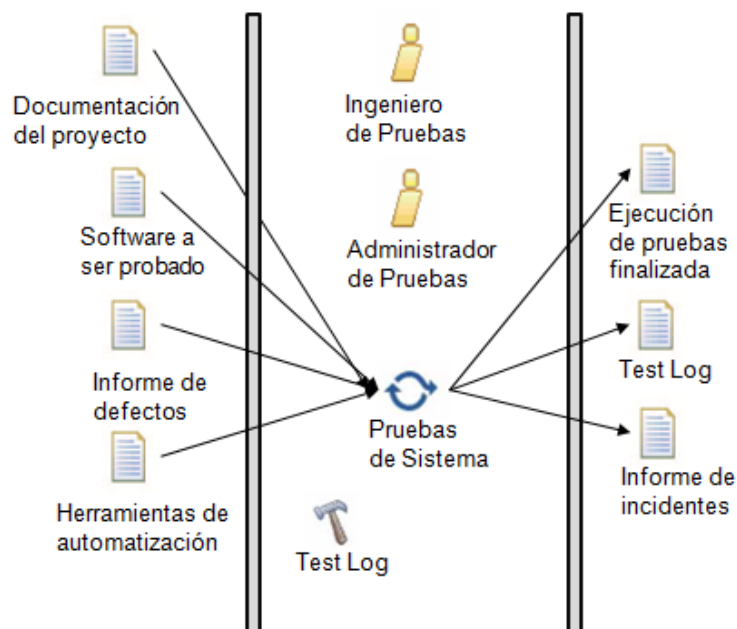 Documentación
del proyecto
Software a
ser probado
Informe de
defectos
Herramientas de
automatización
Ingeniero
de Pruebas
Administrador
de Pruebas
Pruebas
de Sistema
Test Log
Ejecución
de pruebas
finalizada
Test Log
Informe de
incidentes